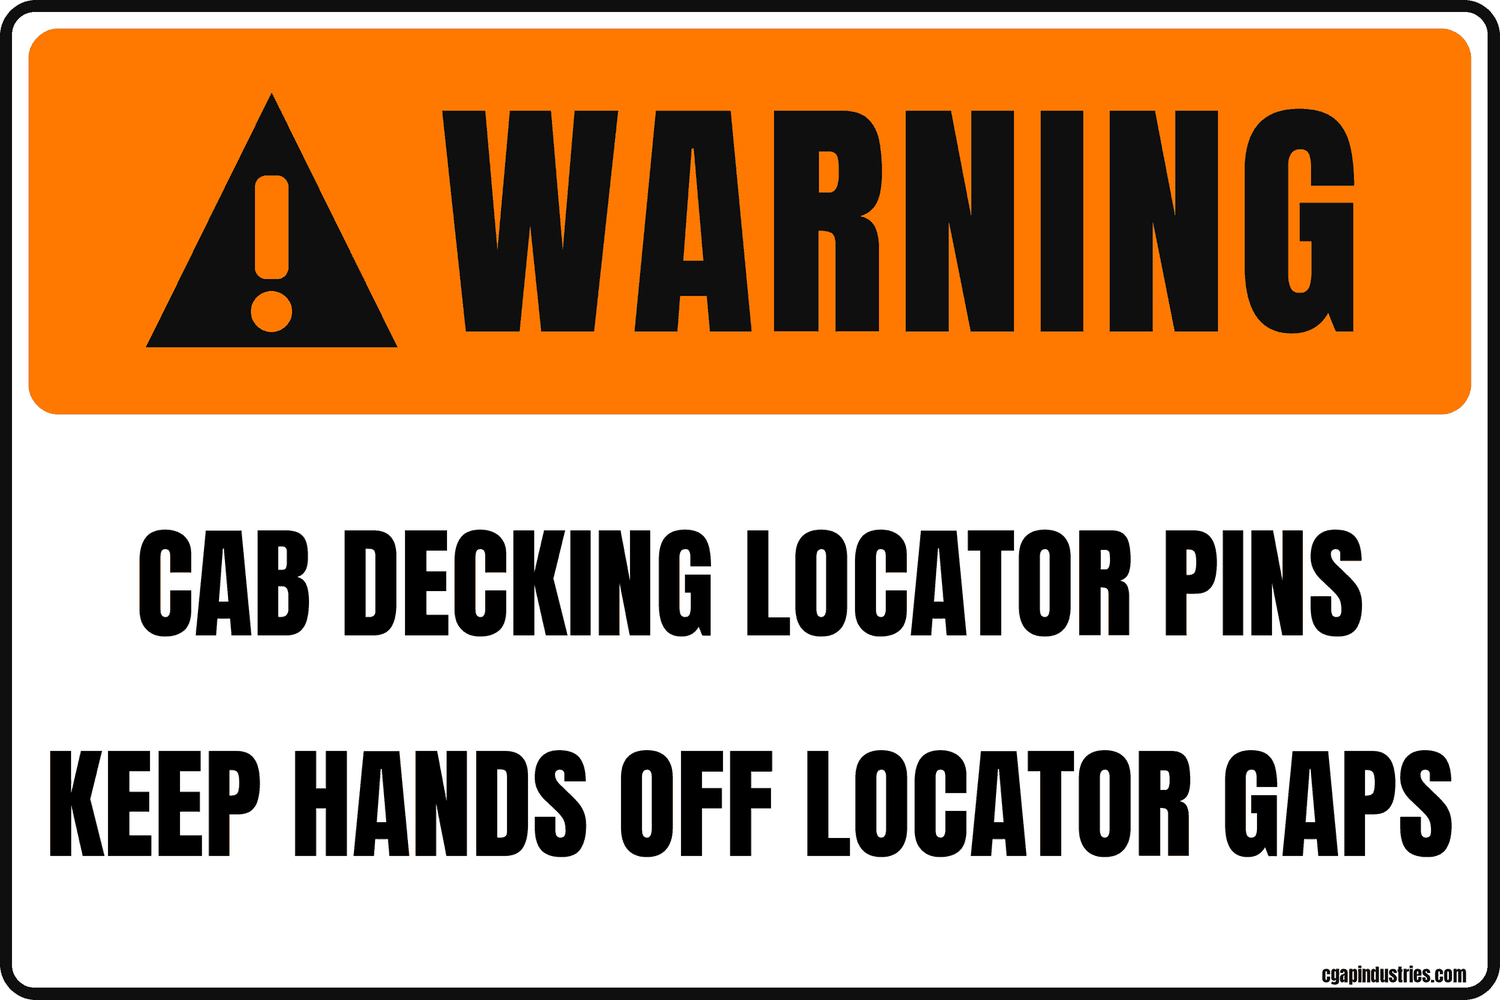 WARNING
CAB DECKING LOCATOR PINS
KEEP HANDS OFF LOCATOR GAPS
cgapindustries.com